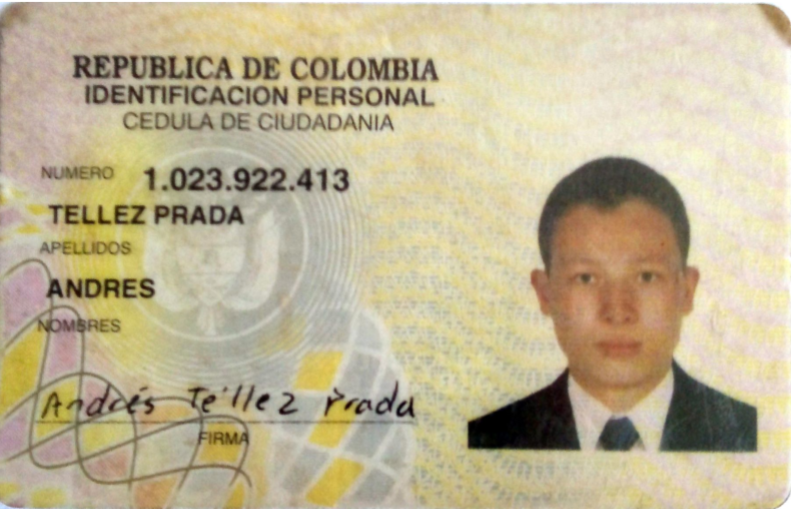 REPUBLICA DE COLOMBIA
IDENTIFICACION PERSONAL
CEDULA DE CIUDADANIA
NUMERO 1.023.922.413
TELLEZ PRADA
APELLIDOS
ANDRES
NOMBRES
Andrés Téllez Prada
FIRMA